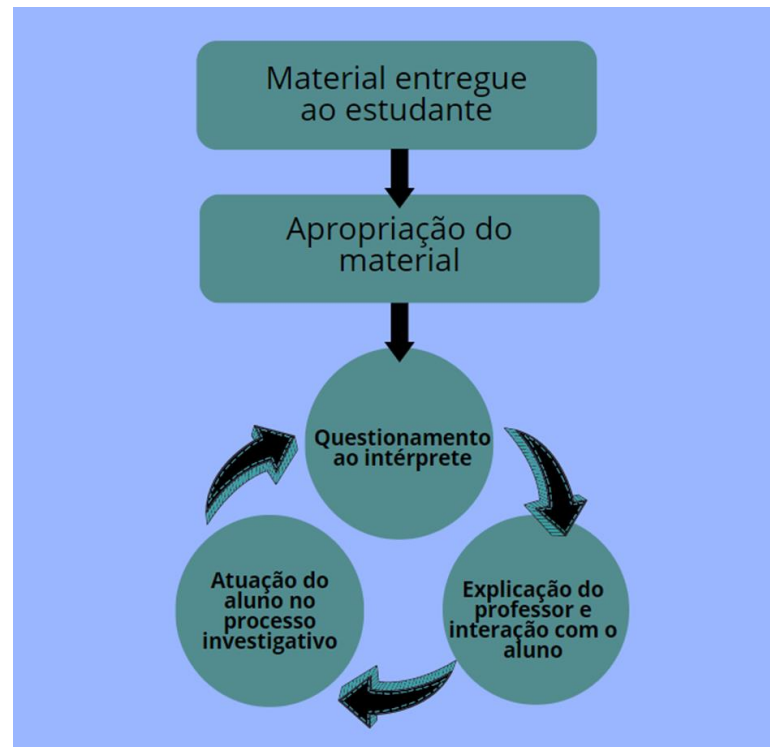 Material entregue
ao estudante
Apropriação do
material
Questionamento
ao intérprete
Explicação do
professor e
interação com o
aluno
Atuação do
aluno no
processo
investigativo